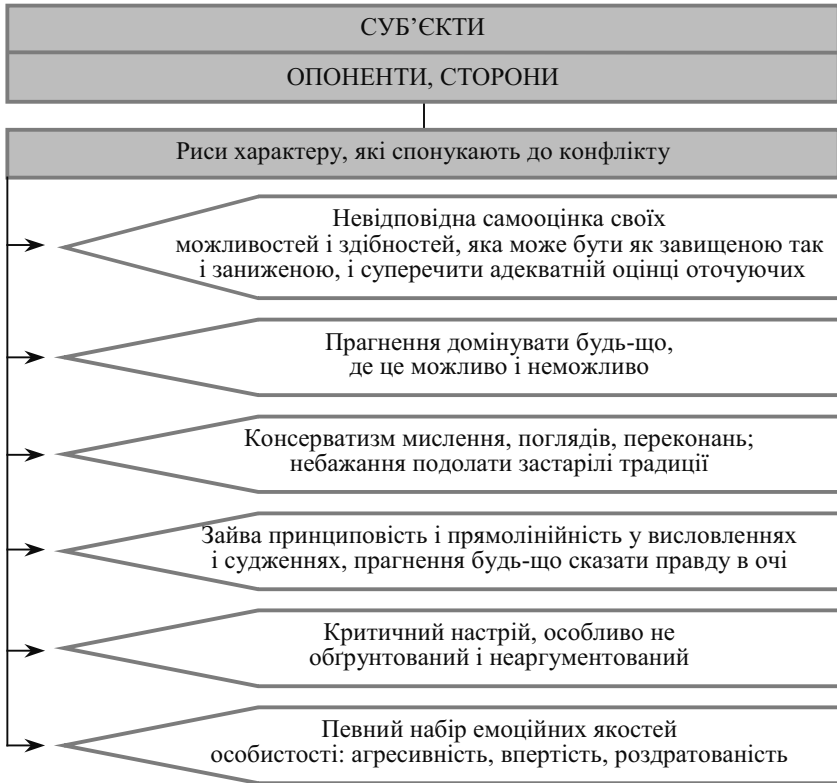 СУБ’ЄКТИ
ОПОНЕНТИ, СТОРОНИ
Риси характеру, які спонукають до конфлікту
Невідповідна самооцінка своїх
можливостей і здібностей, яка може бути як завищеною так
і заниженою, і суперечити адекватній оцінці оточуючих
Прагнення домінувати будь-що,
де це можливо і неможливо
Консерватизм мислення, поглядів, переконань;
небажання подолати застарілі традиції
Зайва принциповість і прямолінійність у висловленнях
і судженнях, прагнення будь-що сказати правду в очі
Критичний настрій, особливо не
обґрунтований і неаргументований
Певний набір емоційних якостей
особистості: агресивність, впертість, роздратованість